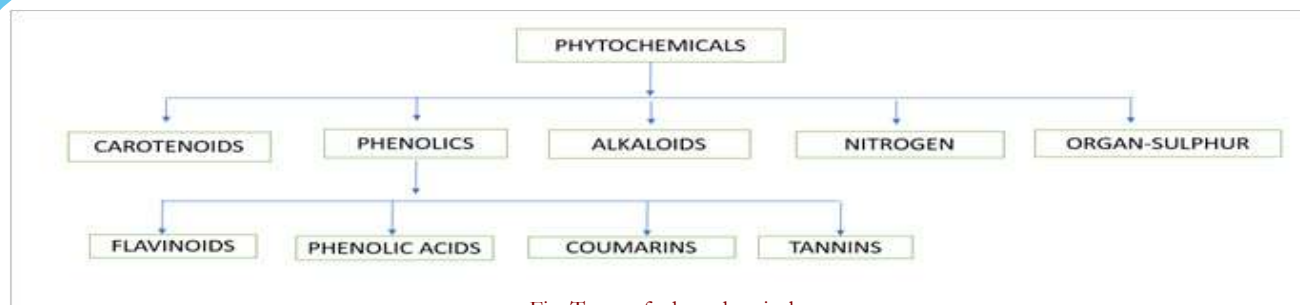 PHYTOCHEMICALS
CAROTENOIDS PHENOLICS ALKALOIDS NITROGEN ORGAN-SULPHUR
FLAVINOIDS PHENOLIC ACIDS COUMARINS TANNINS